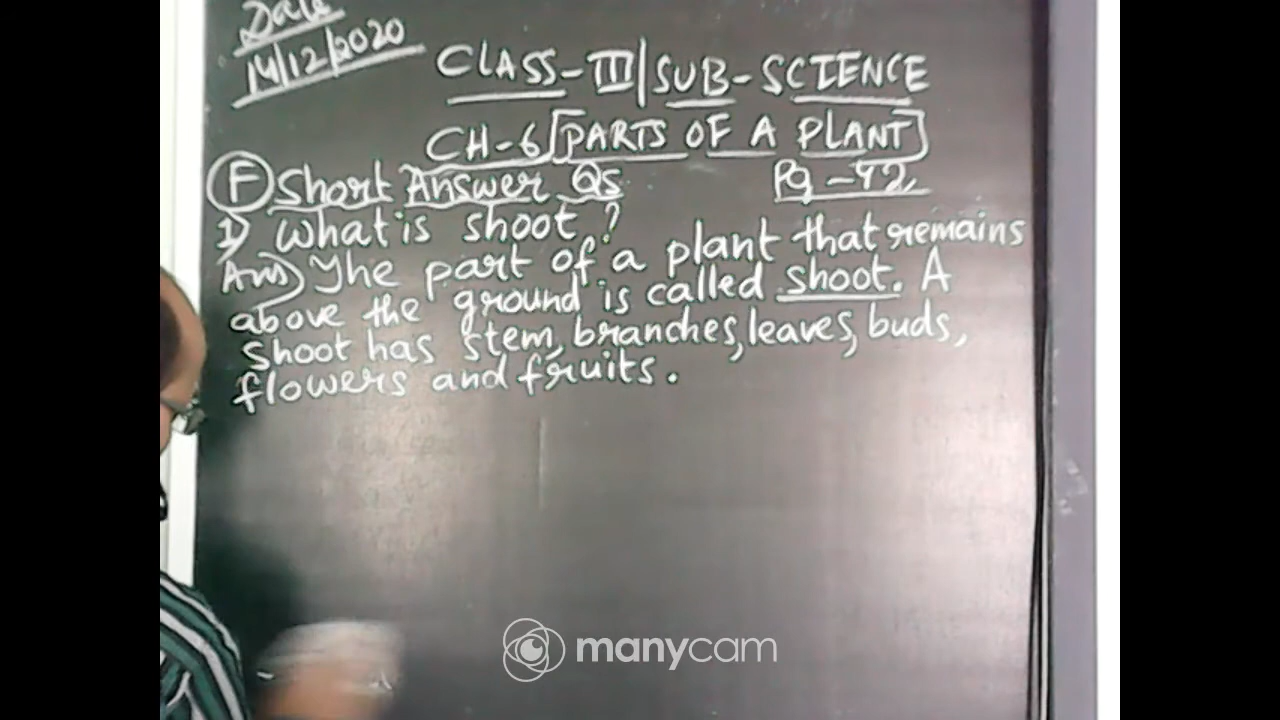 Date
14/12/2020
CLASS-III|SUB-SCIENCE
CH-6[PARTS OF A PLANT]
(F) Short Answer Qs Pg-42
1) What is shoot?
Ans) The part of a plant that remains
above the ground is called shoot. A
shoot has stem, branches, leaves, buds,
flowers and fruits.
manycam